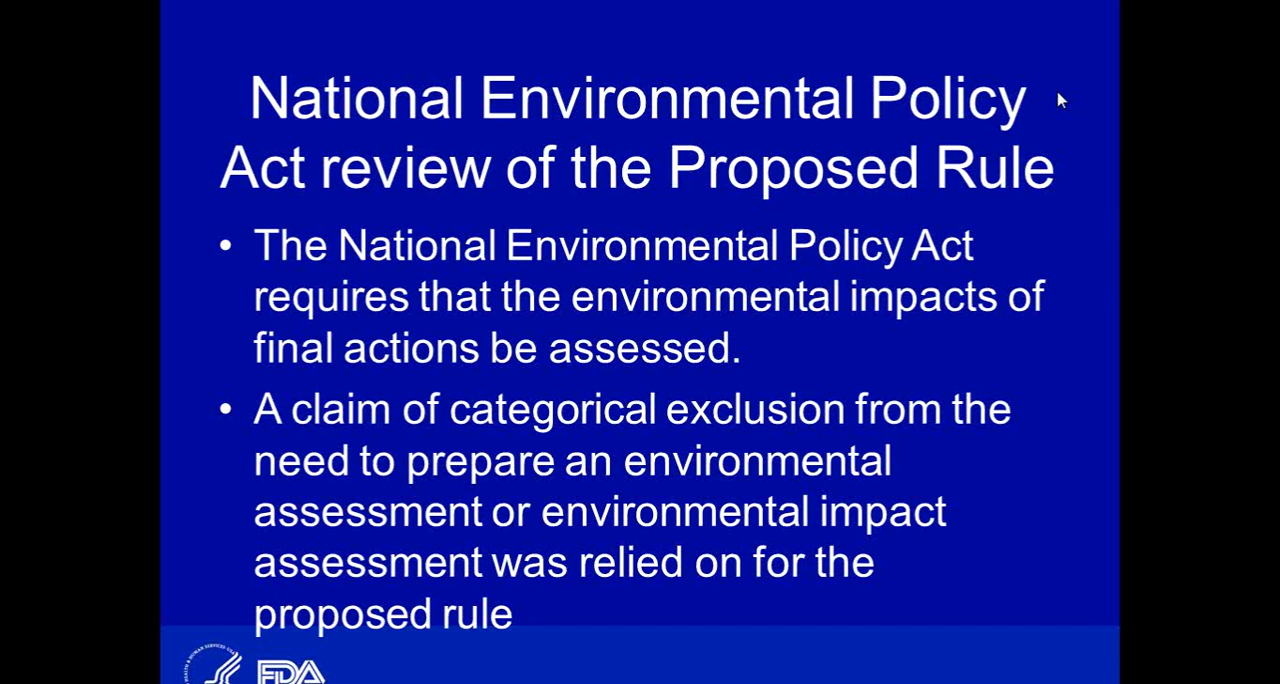 National Environmental Policy
Act review of the Proposed Rule
• The National Environmental Policy Act
requires that the environmental impacts of
final actions be assessed.
• A claim of categorical exclusion from the
need to prepare an environmental
assessment or environmental impact
assessment was relied on for the
proposed rule
FDA